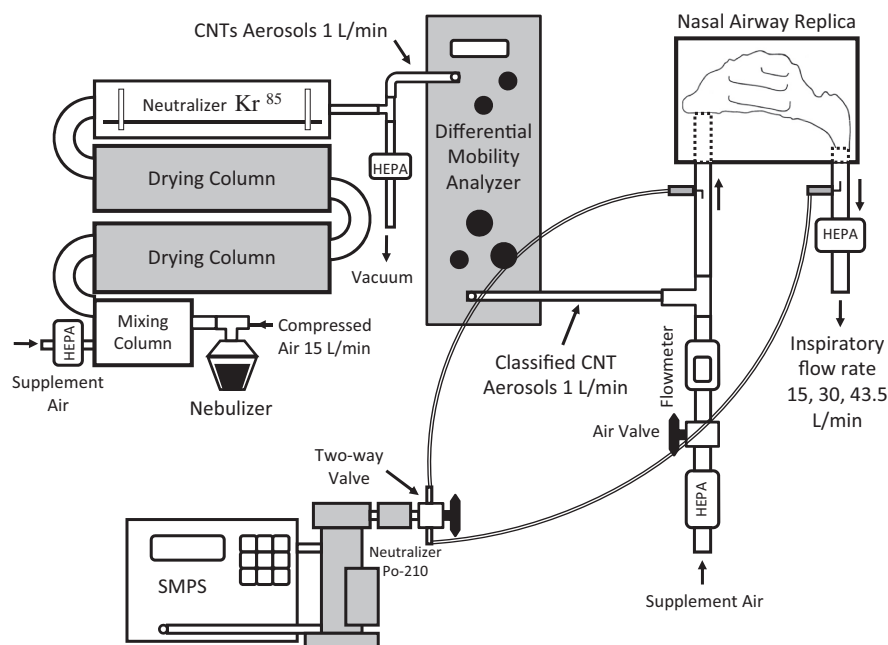 CNTs Aerosols 1 L/min
Nasal Airway Replica
Neutralizer Kr 85
Differential
Mobility
Analyzer
HEPA
Drying Column
Vacuum
Drying Column
HEPA
Mixing
Column
Compressed
Air 15 L/min
HEPA
Supplement
Air
Nebulizer
Classified CNT
Aerosols 1 L/min
Flowmeter
Inspiratory
flow rate
15, 30, 43.5
L/min
Air Valve
Two-way
Valve
HEPA
Neutralizer
Po-210
SMPS
Supplement Air